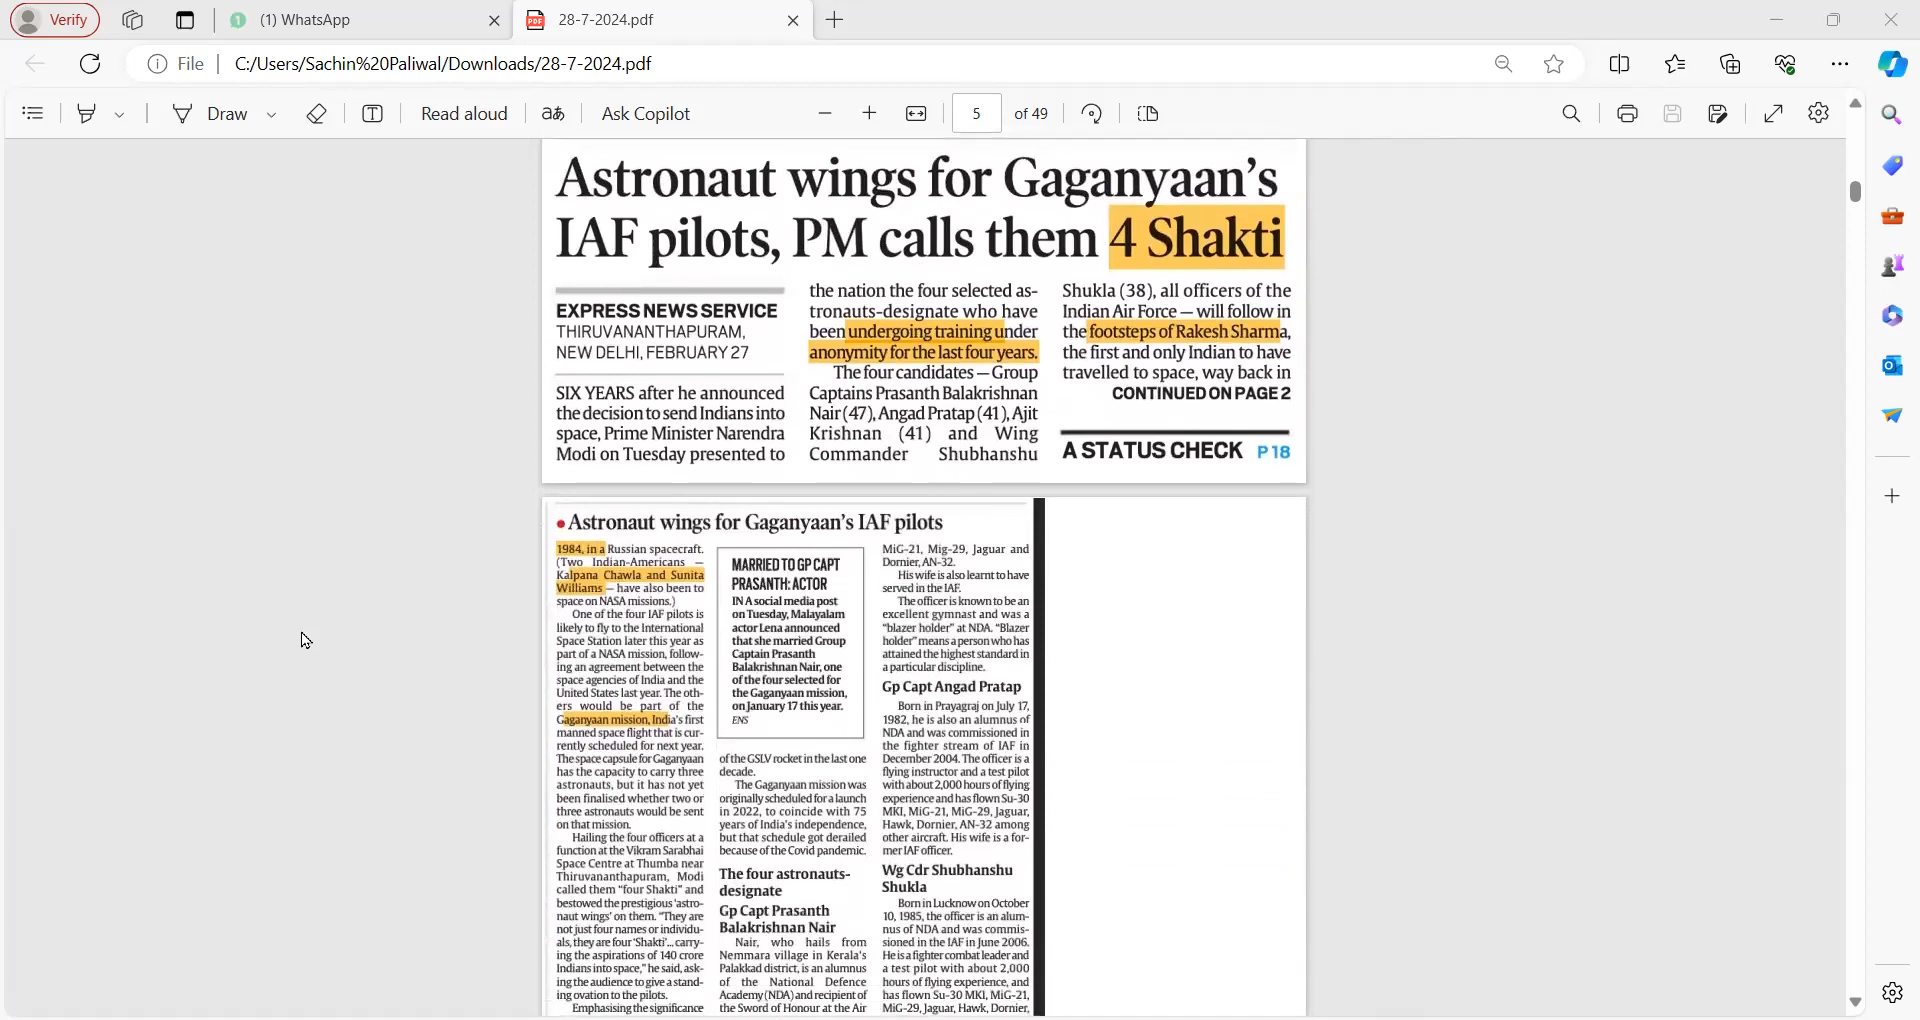 Verify
(1) WhatsApp
28-7-2024.pdf
File
C:/Users/Sachin%20Paliwal/Downloads/28-7-2024.pdf
Draw
Read aloud
aあ
Ask Copilot
5
of 49
Astronaut wings for Gaganyaan's
IAF pilots, PM calls them 4 Shakti
EXPRESS NEWS SERVICE
THIRUVANANTHAPURAM,
NEW DELHI, FEBRUARY 27
SIX YEARS after he announced
the decision to send Indians into
space, Prime Minister Narendra
Modi on Tuesday presented to
the nation the four selected as-
tronauts-designate who have
been undergoing training under
anonymity for the last four years.
The four candidates — Group
Captains Prasanth Balakrishnan
Nair (47), Angad Pratap (41), Ajit
Krishnan (41) and Wing
Commander Shubhanshu
Shukla (38), all officers of the
Indian Air Force — will follow in
the footsteps of Rakesh Sharma,
the first and only Indian to have
travelled to space, way back in
CONTINUED ON PAGE 2
A STATUS CHECK P 18
• Astronaut wings for Gaganyaan's IAF pilots
1984, in a Russian spacecraft.
(Two Indian-Americans —
Kalpana Chawla and Sunita
Williams — have also been to
space on NASA missions.)
One of the four IAF pilots is
likely to fly to the International
Space Station later this year as
part of a NASA mission, follow-
ing an agreement between the
space agencies of India and the
United States last year. The oth-
ers would be part of the
Gaganyaan mission, India's first
manned space flight that is cur-
rently scheduled for next year.
The space capsule for Gaganyaan
has the capacity to carry three
astronauts, but it has not yet
been finalised whether two or
three astronauts would be sent
on that mission.
Hailing the four officers at a
function at the Vikram Sarabhai
Space Centre at Thumba near
Thiruvananthapuram, Modi
called them "four Shakti" and
bestowed the prestigious 'astro-
naut wings' on them. "They are
not just four names or individu-
als, they are four 'Shakti'... carry-
ing the aspirations of 140 crore
Indians into space," he said, ask-
ing the audience to give a stand-
ing ovation to the pilots.
Emphasising the significance
MARRIED TO GP CAPT
PRASANTH: ACTOR
IN A social media post
on Tuesday, Malayalam
actor Lena announced
that she married Group
Captain Prasanth
Balakrishnan Nair, one
of the four selected for
the Gaganyaan mission,
on January 17 this year.
ENS
of the GSLV rocket in the last one
decade.
The Gaganyaan mission was
originally scheduled for a launch
in 2022, to coincide with 75
years of India's independence,
but that schedule got derailed
because of the Covid pandemic.
The four astronauts-
designate
Gp Capt Prasanth
Balakrishnan Nair
Nair, who hails from
Nemmara village in Kerala's
Palakkad district, is an alumnus
of the National Defence
Academy (NDA) and recipient of
the Sword of Honour at the Air
MiG-21, Mig-29, Jaguar and
Dornier, AN-32.
His wife is also learnt to have
served in the IAF.
The officer is known to be an
excellent gymnast and was a
"blazer holder" at NDA. "Blazer
holder" means a person who has
attained the highest standard in
a particular discipline.
Gp Capt Angad Pratap
Born in Prayagraj on July 17,
1982, he is also an alumnus of
NDA and was commissioned in
the fighter stream of IAF in
December 2004. The officer is a
flying instructor and a test pilot
with about 2,000 hours of flying
experience and has flown Su-30
MKI, MiG-21, MiG-29, Jaguar,
Hawk, Dornier, AN-32 among
other aircraft. His wife is a for-
mer IAF officer.
Wg Cdr Shubhanshu
Shukla
Born in Lucknow on October
10, 1985, the officer is an alum-
nus of NDA and was commis-
sioned in the IAF in June 2006.
He is a fighter combat leader and
a test pilot with about 2,000
hours of flying experience, and
has flown Su-30 MKI, MiG-21,
MiG-29, Jaguar, Hawk, Dornier,